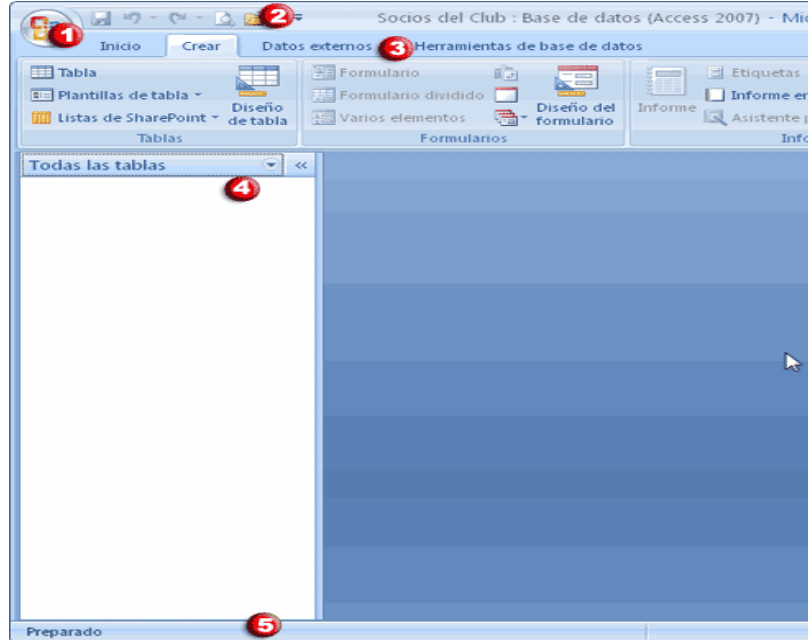 Socios del Club : Base de datos (Access 2007) - Mi
1
2
Inicio Crear Datos externos Herramientas de base de datos
3
Tabla
Plantillas de tabla
Listas de SharePoint
Diseño de tabla
Tablas
Formulario
Formulario dividido
Varios elementos
Diseño del formulario
Formularios
Informe
Etiquetas
Informe en
Asistente p
Info
Todas las tablas
4
Preparado
5